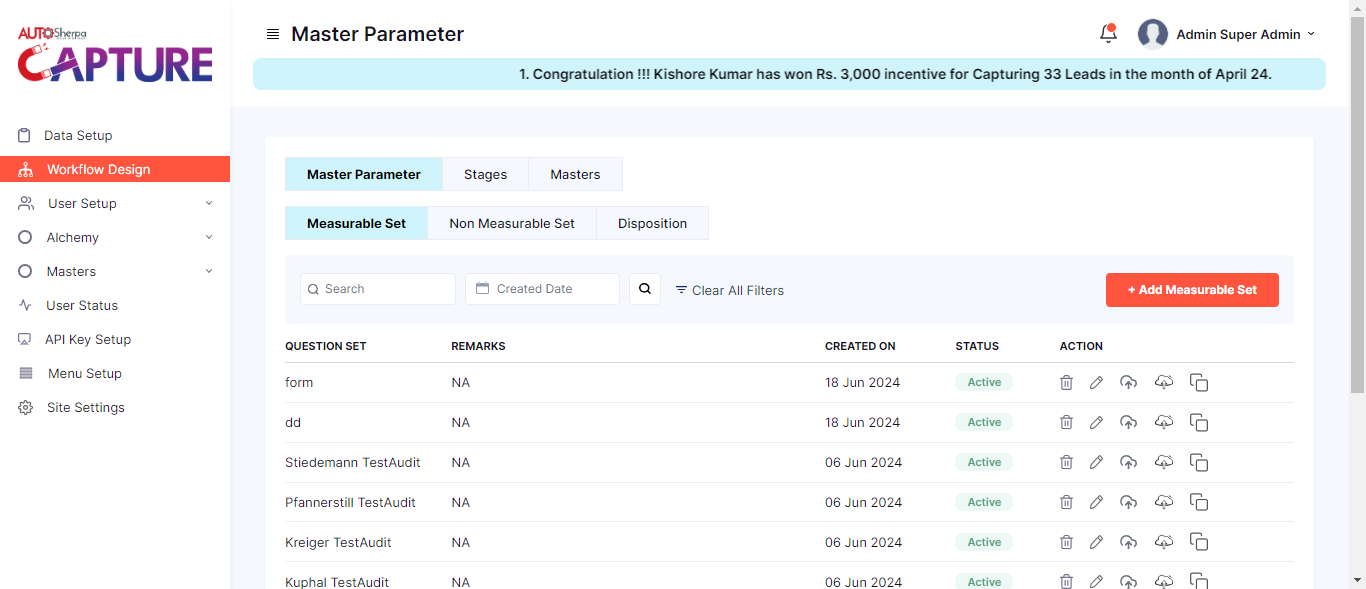 AUTOSherpa
CAPTURE
Master Parameter
Admin Super Admin
1. Congratulation !!! Kishore Kumar has won Rs. 3,000 incentive for Capturing 33 Leads in the month of April 24.
Data Setup
Workflow Design
User Setup
Alchemy
Masters
User Status
API Key Setup
Menu Setup
Site Settings
Master Parameter Stages Masters
Measurable Set Non Measurable Set Disposition
Search Created Date Clear All Filters + Add Measurable Set
QUESTION SET REMARKS CREATED ON STATUS ACTION
form NA 18 Jun 2024 Active
dd NA 18 Jun 2024 Active
Stiedemann TestAudit NA 06 Jun 2024 Active
Pfannerstill TestAudit NA 06 Jun 2024 Active
Kreiger TestAudit NA 06 Jun 2024 Active
Kuphal TestAudit NA 06 Jun 2024 Active